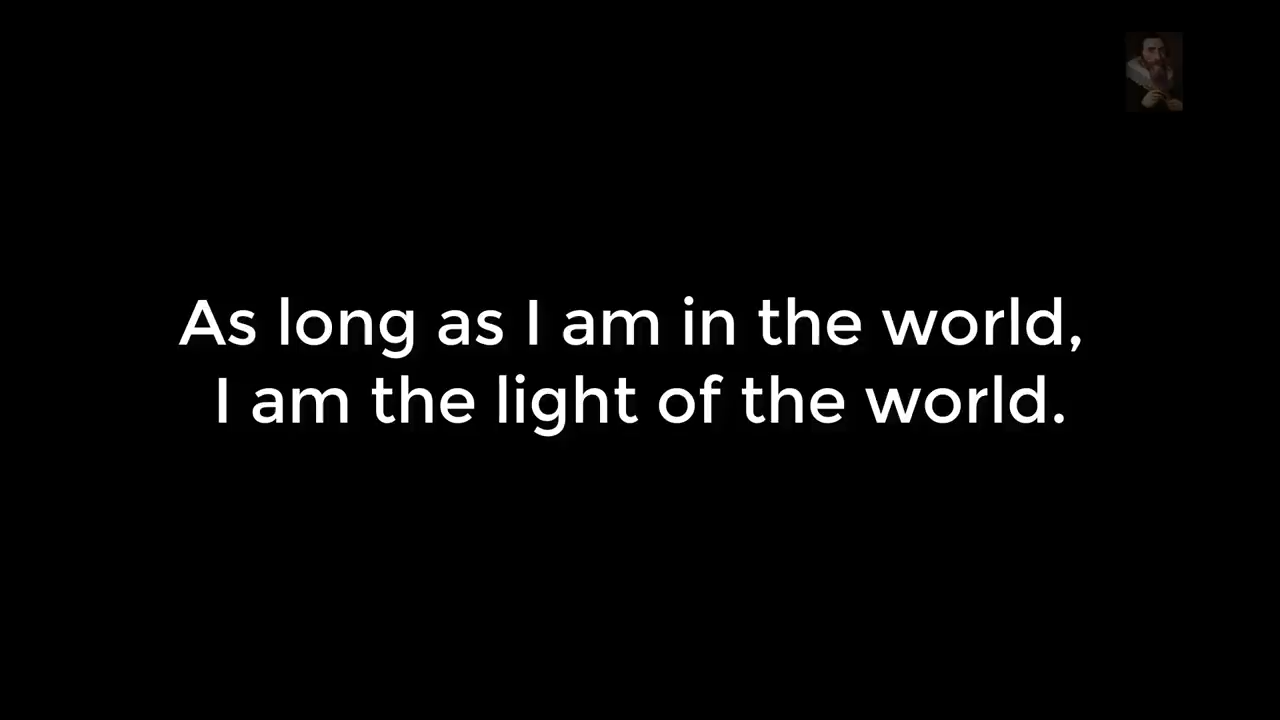 As long as I am in the world,
I am the light of the world.